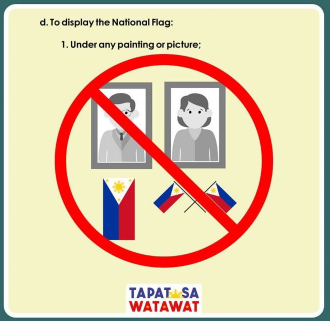 d. To display the National Flag:
1. Under any painting or picture;
TAPAT SA
WATAWAT